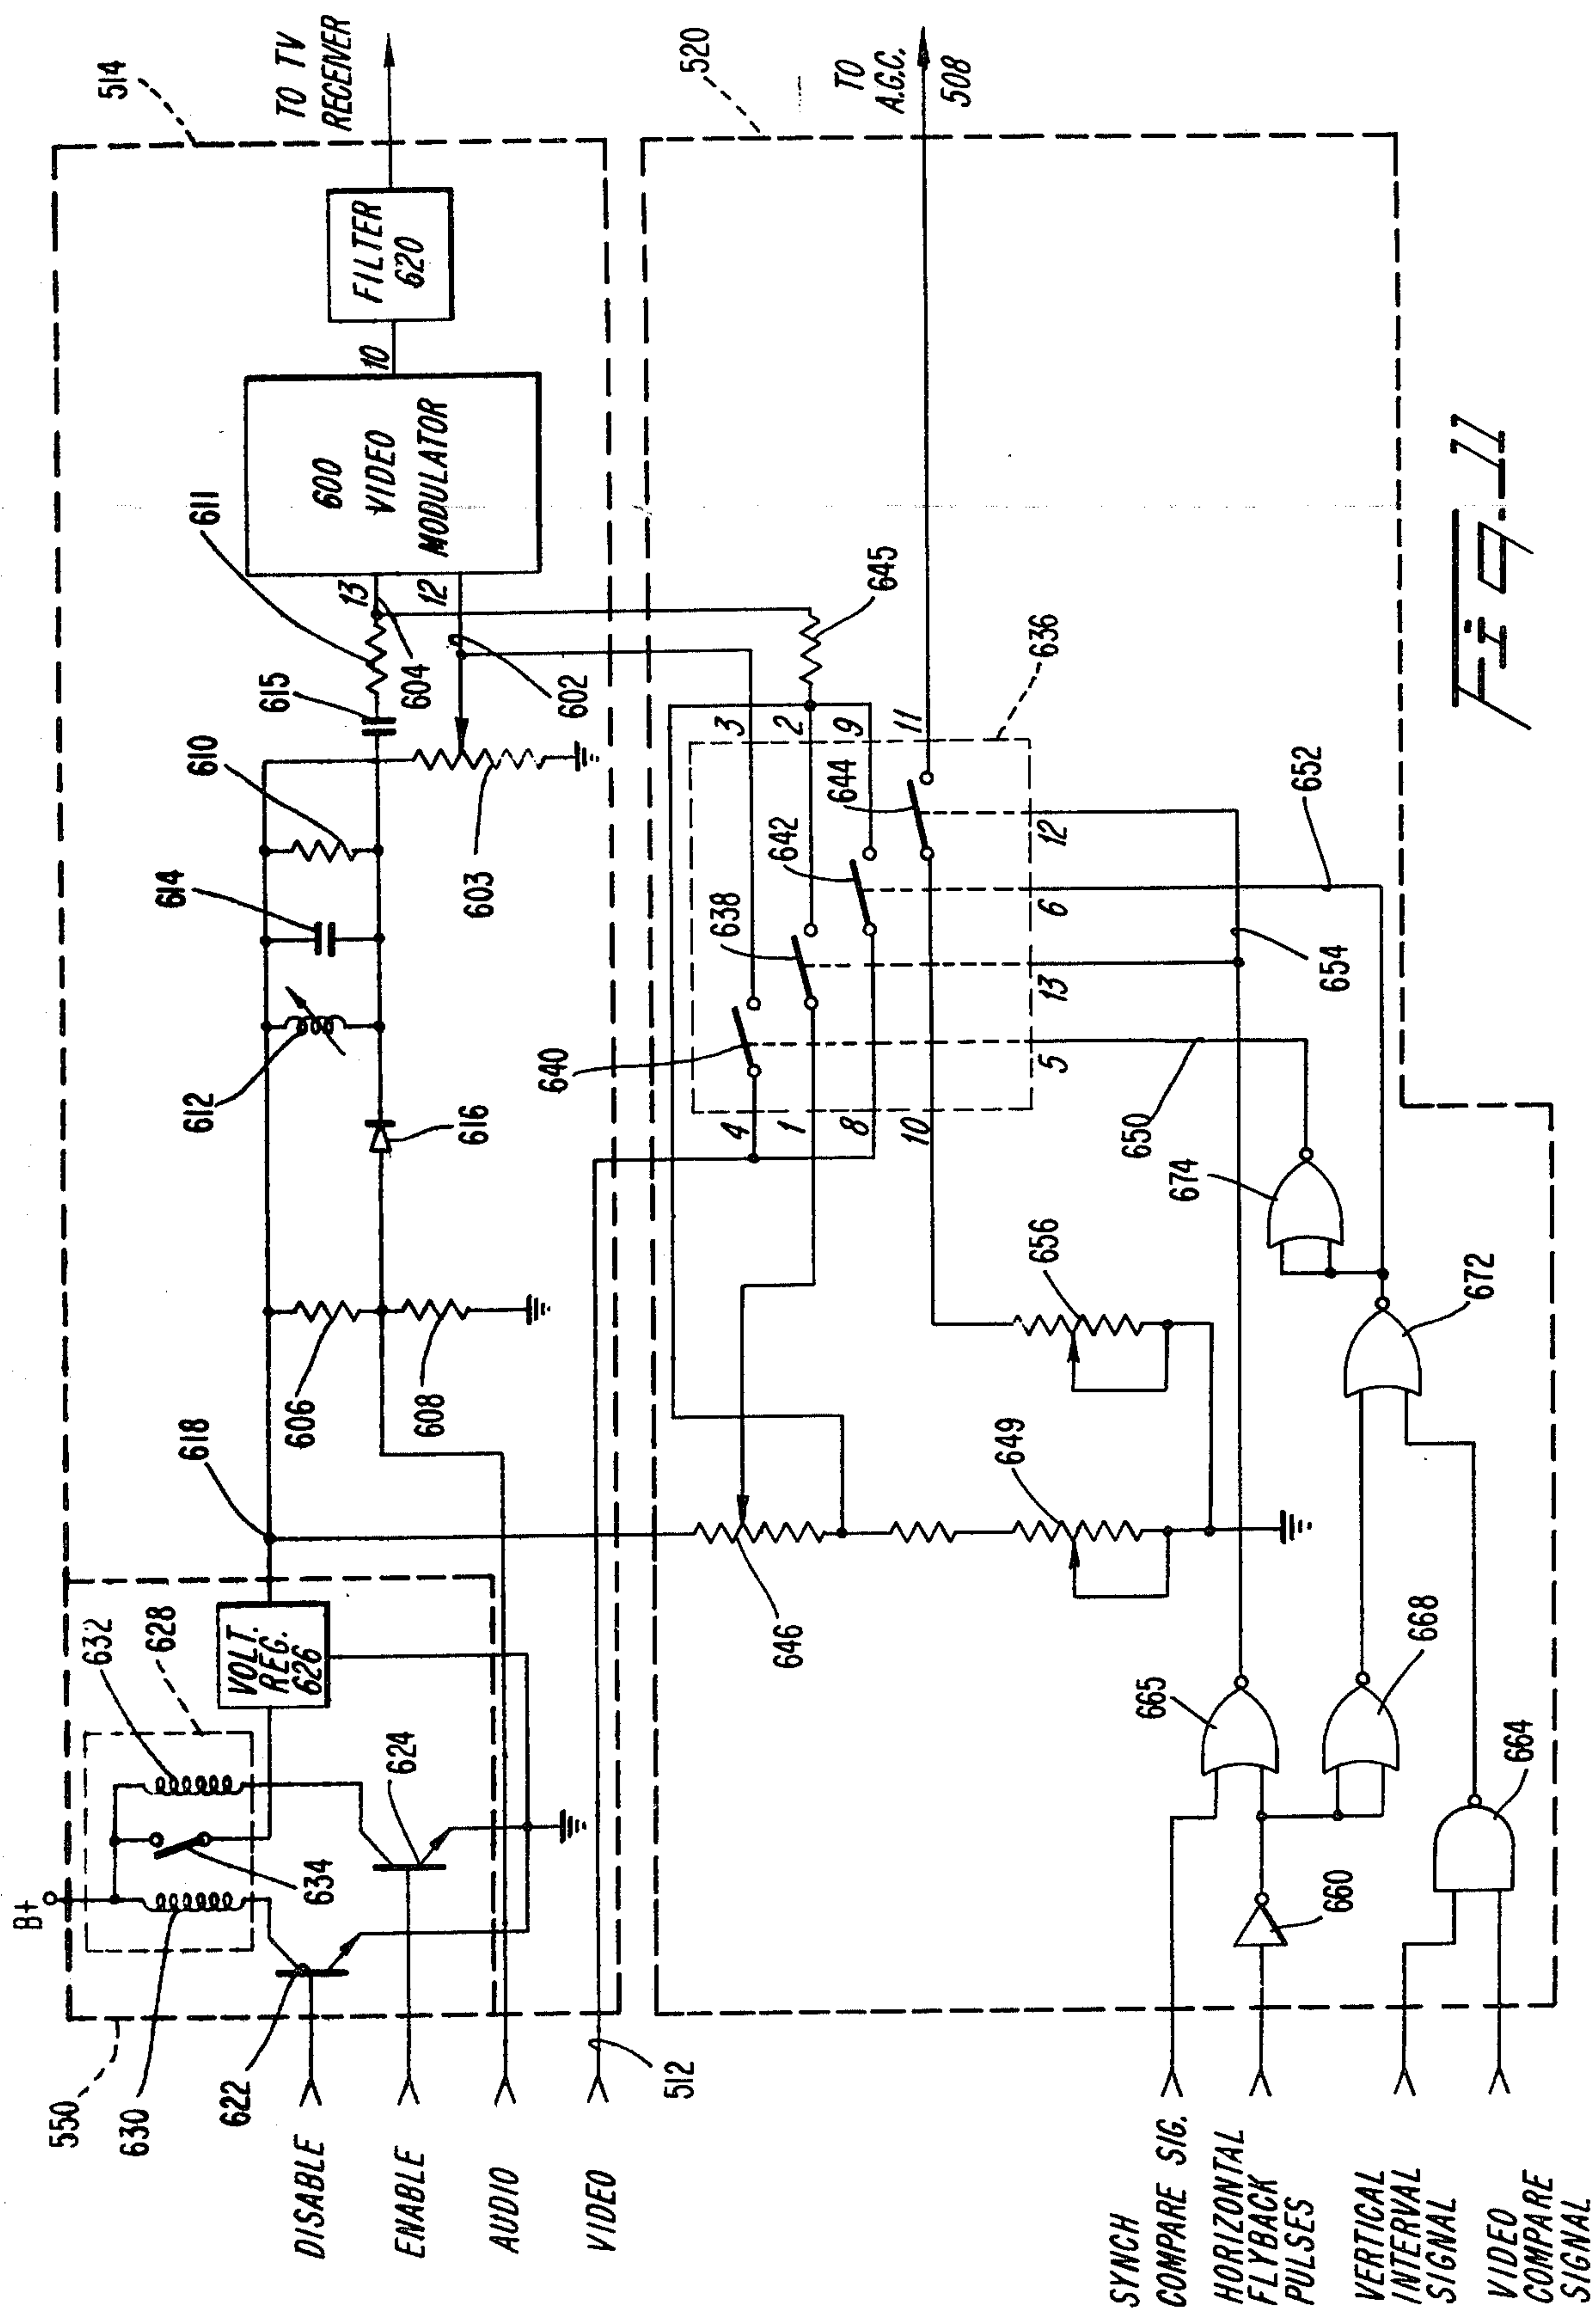 514
TO TV
RECEIVER
FILTER
620
10
600
VIDEO
MODULATOR
13
12
611
604
602
615
610
603
614
612
616
606
608
618
VOLT.
REG.
626
628
632
634
630
B+
624
622
550
DISABLE
ENABLE
AUDIO
VIDEO
512
520
TO
A.G.C.
508
645
636
3
2
9
11
644
642
638
640
12
6
13
5
4
1
8
10
652
654
650
674
672
656
649
646
665
668
664
660
SYNCH
COMPARE SIG.
HORIZONTAL
FLYBACK
PULSES
VERTICAL
INTERVAL
SIGNAL
VIDEO
COMPARE
SIGNAL
Fig. 11